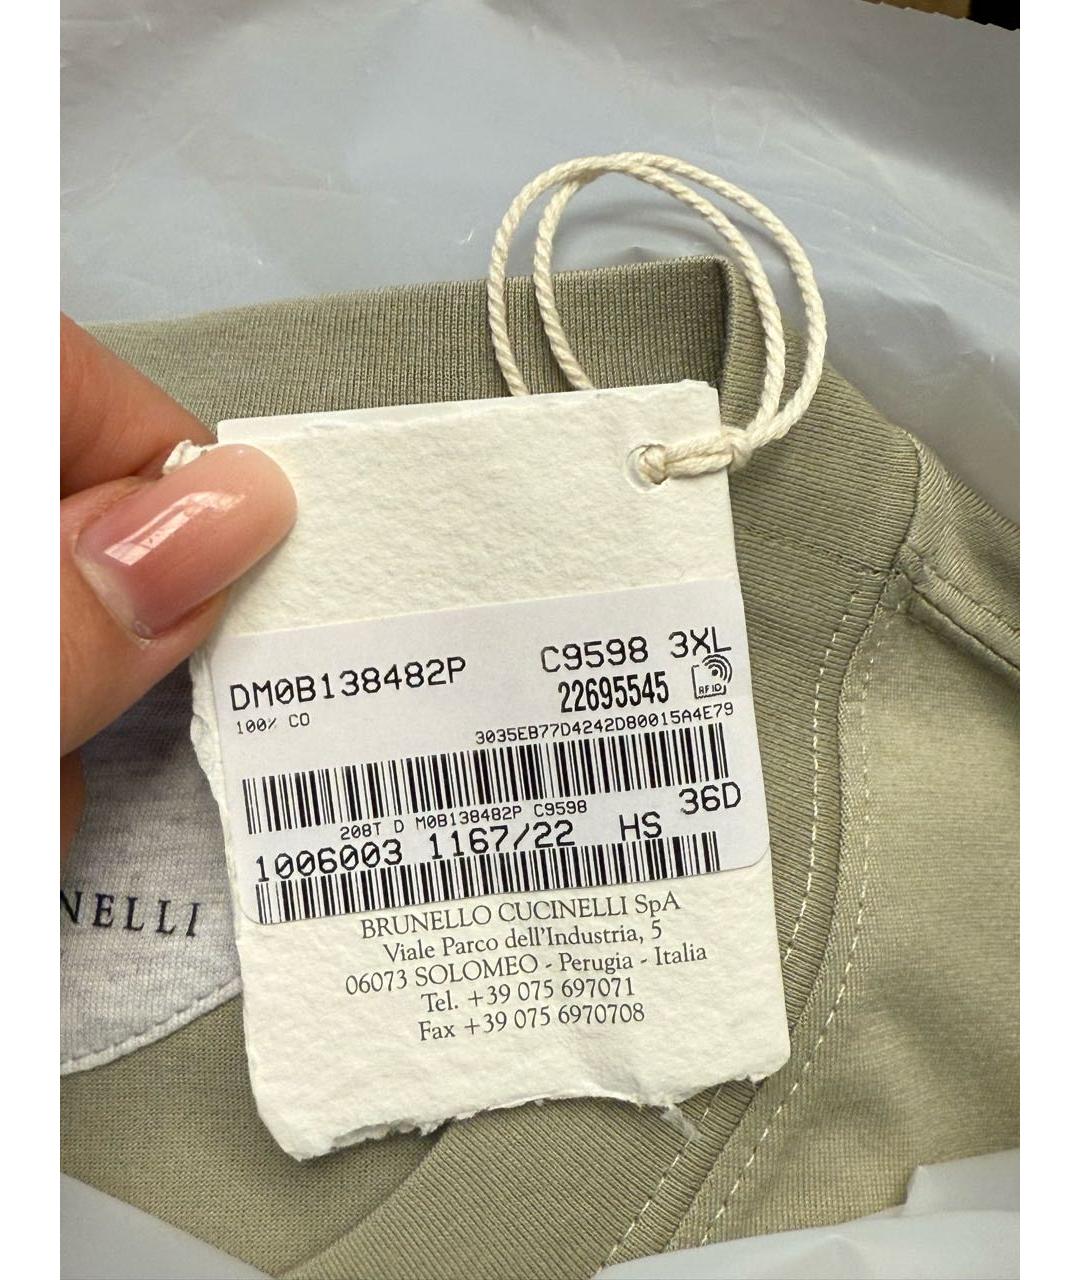 DM0B138482P C9598 3XL
100% CO 22695545
RFID
3035EB77D4242D80015A4E79
208T D M0B138482P C9598 36D
1006003 1167/22 HS
BRUNELLO CUCINELLI SpA
Viale Parco dell'Industria, 5
06073 SOLOMEO - Perugia - Italia
Tel. +39 075 697071
Fax +39 075 6970708
NELLI